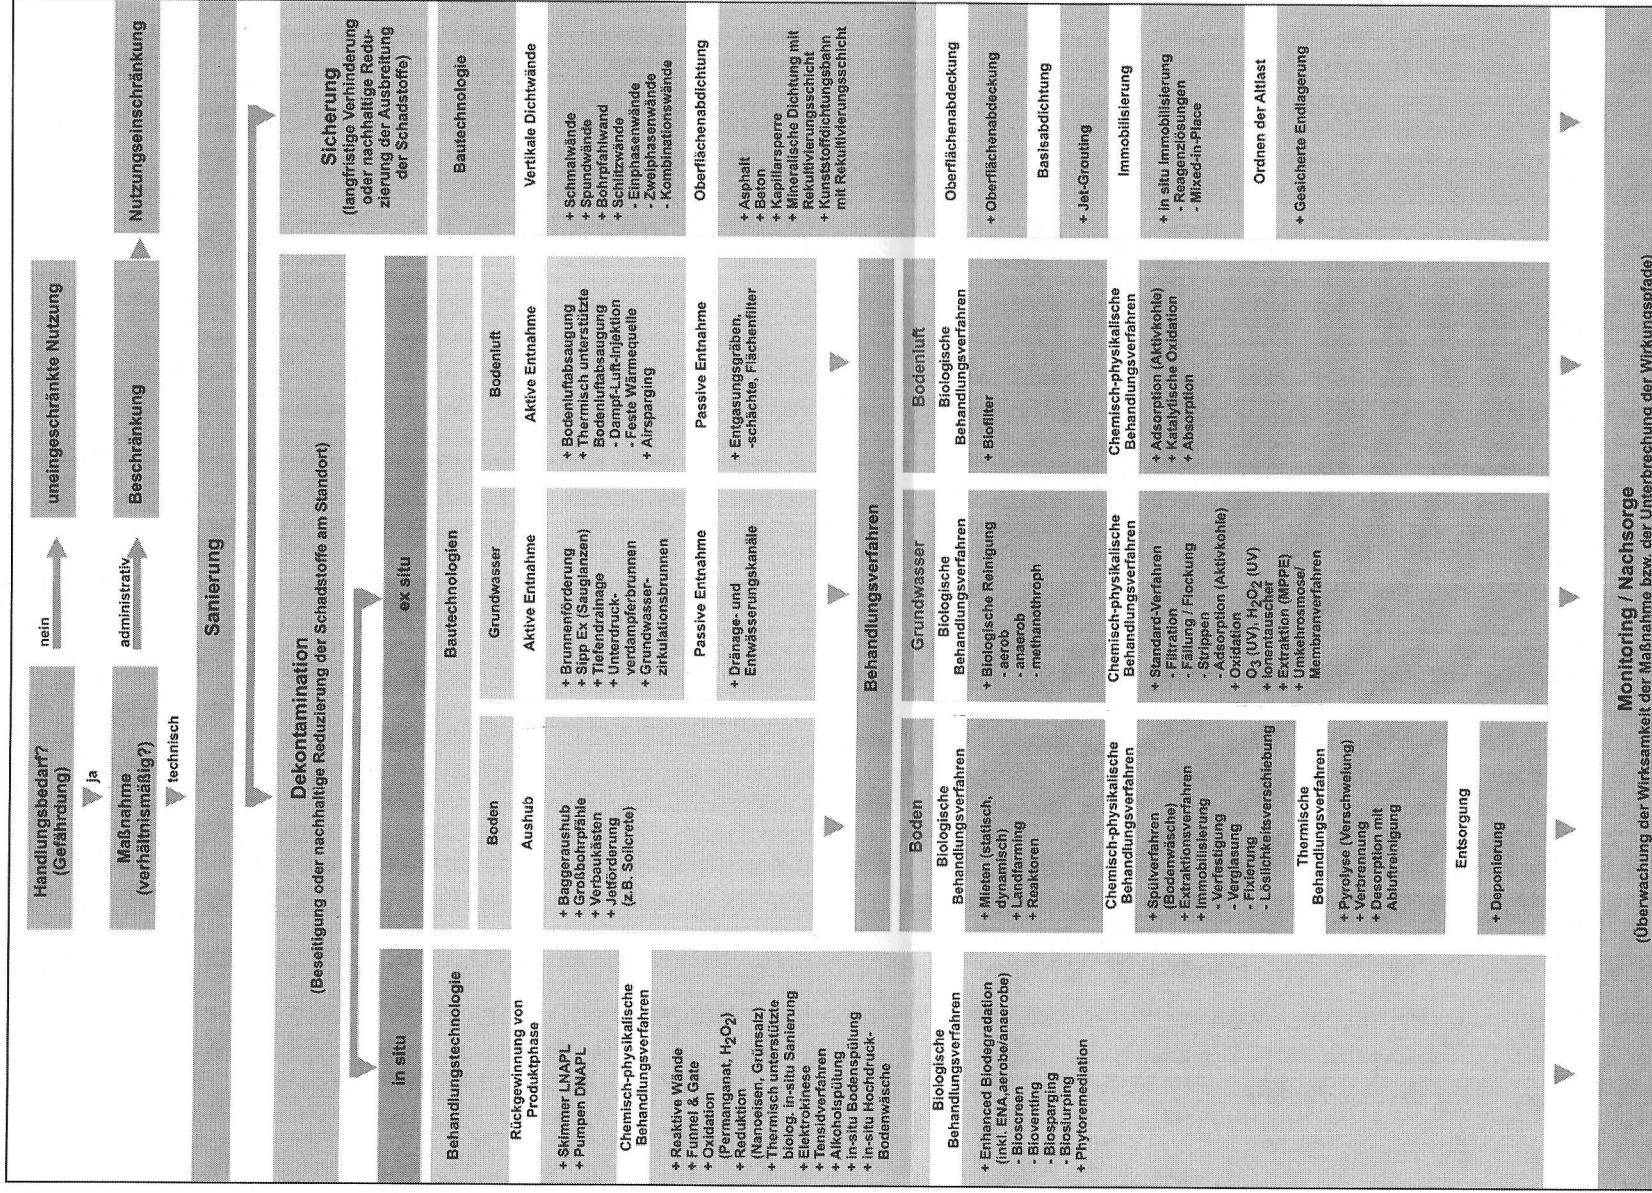 Handlungsbedarf?
(Gefährdung)
nein
uneingeschränkte Nutzung
ja
Maßnahme
(verhältnismäßig?)
administrativ
Beschränkung
Nutzungseinschränkung
technisch
Sanierung
Dekontamination
(Beseitigung oder nachhaltige Reduzierung der Schadstoffe am Standort)
in situ
Behandlungstechnologie
Rückgewinnung von
Produktphase
+ Skimmer LNAPL
+ Pumpen DNAPL
Chemisch-physikalische
Behandlungsverfahren
+ Reaktive Wände
+ Funnel & Gate
+ Oxidation
(Permanganat, H2O2)
+ Reduktion
(Nanoeisen, Grünsalz)
+ Thermisch unterstützte
biolog. in-situ Sanierung
+ Elektrokinese
+ Tensidverfahren
+ Alkoholspülung
+ in-situ Bodenspülung
+ in-situ Hochdruck-
Bodenwäsche
Biologische
Behandlungsverfahren
+ Enhanced Biodegradation
(inkl. ENA,aerobe/anaerobe)
- Bioscreen
- Bioventing
- Biosparging
- Bioslurping
+ Phytoremediation
ex situ
Bautechnologien
Boden
Aushub
+ Baggeraushub
+ Großbohrpfähle
+ Verbaukästen
+ Jetförderung
(z.B. Soilcrete)
Grundwasser
Aktive Entnahme
+ Brunnenförderung
+ Sipp Ex (Sauglanzen)
+ Tiefendrainage
+ Unterdruck-
verdampferbrunnen
+ Grundwasser-
zirkulationsbrunnen
Passive Entnahme
+ Dränage- und
Entwässerungskanäle
Bodenluft
Aktive Entnahme
+ Bodenluftabsaugung
+ Thermisch unterstützte
Bodenluftabsaugung
- Dampf-Luft-Injektion
- Feste Wärmequelle
+ Airsparging
Passive Entnahme
+ Entgasungsgräben,
-schächte, Flächenfilter
Behandlungsverfahren
Boden
Biologische
Behandlungsverfahren
+ Mieten (statisch,
dynamisch)
+ Landfarming
+ Reaktoren
Chemisch-physikalische
Behandlungsverfahren
+ Spülverfahren
(Bodenwäsche)
+ Extraktionsverfahren
+ Immobilisierung
- Verfestigung
- Verglasung
- Fixierung
- Löslichkeitsverschiebung
Thermische
Behandlungsverfahren
+ Pyrolyse (Verschwelung)
+ Verbrennung
+ Desorption mit
Abluftreinigung
Entsorgung
+ Deponierung
Grundwasser
Biologische
Behandlungsverfahren
+ Biologische Reinigung
- aerob
- anaerob
- methanothroph
Chemisch-physikalische
Behandlungsverfahren
+ Standard-Verfahren
- Filtration
- Fällung / Flockung
- Strippen
- Adsorption (Aktivkohle)
+ Oxidation
O3 (UV), H2O2 (UV)
+ Ionentauscher
+ Extraktion (MPPE)
+ Umkehrosmose/
Membranverfahren
Bodenluft
Biologische
Behandlungsverfahren
+ Biofilter
Chemisch-physikalische
Behandlungsverfahren
+ Adsorption (Aktivkohle)
+ Katalytische Oxidation
+ Absorption
Sicherung
(langfristige Verhinderung
oder nachhaltige Redu-
zierung der Ausbreitung
der Schadstoffe)
Bautechnologie
Vertikale Dichtwände
+ Schmalwände
+ Spundwände
+ Bohrpfahlwand
+ Schlitzwände
- Einphasenwände
- Zweiphasenwände
- Kombinationswände
Oberflächenabdichtung
+ Asphalt
+ Beton
+ Kapillarsperre
+ Mineralische Dichtung mit
Rekultivierungsschicht
+ Kunststoffdichtungsbahn
mit Rekultivierungsschicht
Oberflächenabdeckung
+ Oberflächenabdeckung
Basisabdichtung
+ Jet-Grouting
Immobilisierung
+ in situ Immobilisierung
- Reagenzlösungen
- Mixed-in-Place
Ordnen der Altlast
+ Gesicherte Endlagerung
Monitoring / Nachsorge
(Überwachung der Wirksamkeit der Maßnahme bzw. der Unterbrechung der Wirkungspfade)